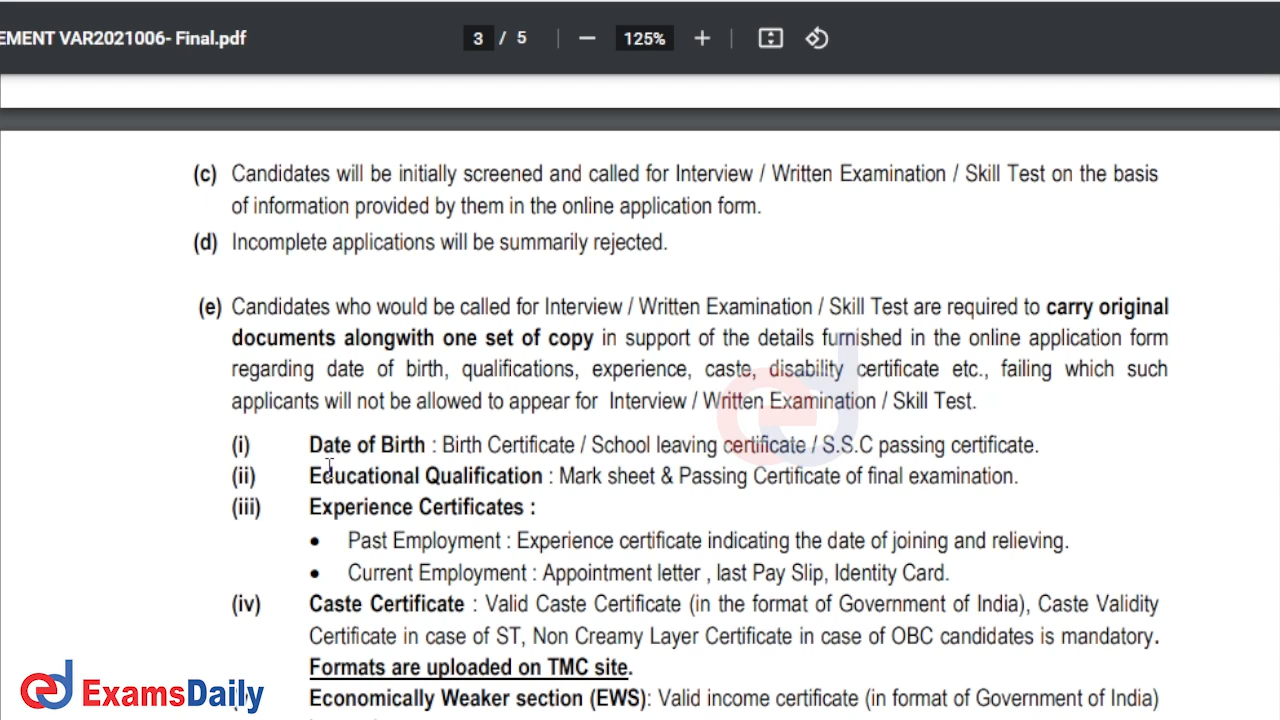 EMENT VAR2021006- Final.pdf 3 / 5 125%
(c) Candidates will be initially screened and called for Interview / Written Examination / Skill Test on the basis
of information provided by them in the online application form.
(d) Incomplete applications will be summarily rejected.
(e) Candidates who would be called for Interview / Written Examination / Skill Test are required to carry original
documents alongwith one set of copy in support of the details furnished in the online application form
regarding date of birth, qualifications, experience, caste, disability certificate etc., failing which such
applicants will not be allowed to appear for Interview / Written Examination / Skill Test.
(i) Date of Birth : Birth Certificate / School leaving certificate / S.S.C passing certificate.
(ii) Educational Qualification : Mark sheet & Passing Certificate of final examination.
(iii) Experience Certificates :
• Past Employment : Experience certificate indicating the date of joining and relieving.
• Current Employment : Appointment letter , last Pay Slip, Identity Card.
(iv) Caste Certificate : Valid Caste Certificate (in the format of Government of India), Caste Validity
Certificate in case of ST, Non Creamy Layer Certificate in case of OBC candidates is mandatory.
Formats are uploaded on TMC site.
Economically Weaker section (EWS): Valid income certificate (in format of Government of India)
ed ExamsDaily